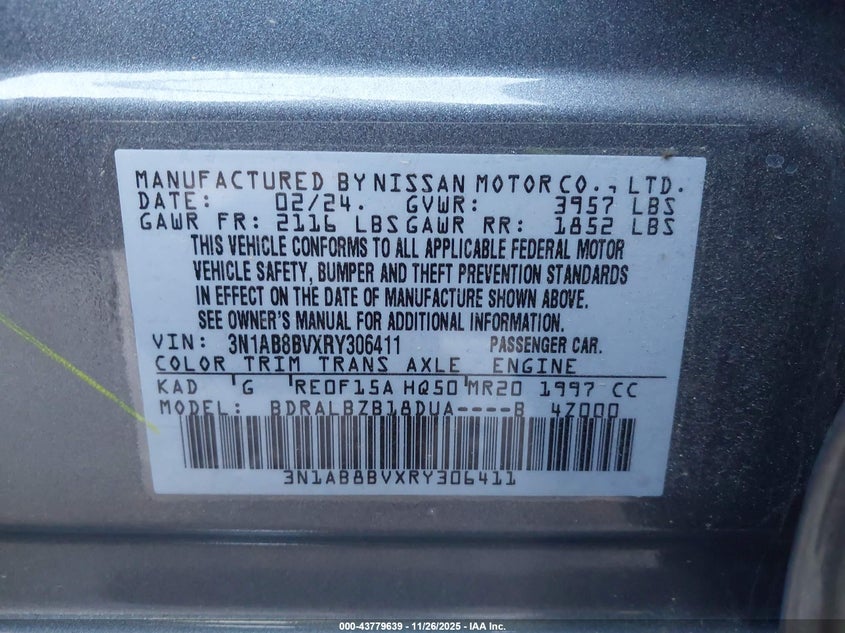 MANUFACTURED BY NISSAN MOTOR CO., LTD.
DATE: 02/24. GVWR: 3957 LBS
GAWR FR: 2116 LBS GAWR RR: 1852 LBS
THIS VEHICLE CONFORMS TO ALL APPLICABLE FEDERAL MOTOR
VEHICLE SAFETY, BUMPER AND THEFT PREVENTION STANDARDS
IN EFFECT ON THE DATE OF MANUFACTURE SHOWN ABOVE.
SEE OWNER'S MANUAL FOR ADDITIONAL INFORMATION.
VIN: 3N1AB8BVXRY306411 PASSENGER CAR.
COLOR TRIM TRANS AXLE ENGINE
KAD G RE0F15A HQ50 MR20 1997 CC
MODEL: BDRALBZB18DUA----B 4Z000
3N1AB8BVXRY306411
000-43779639 - 11/26/2025 - IAA Inc.